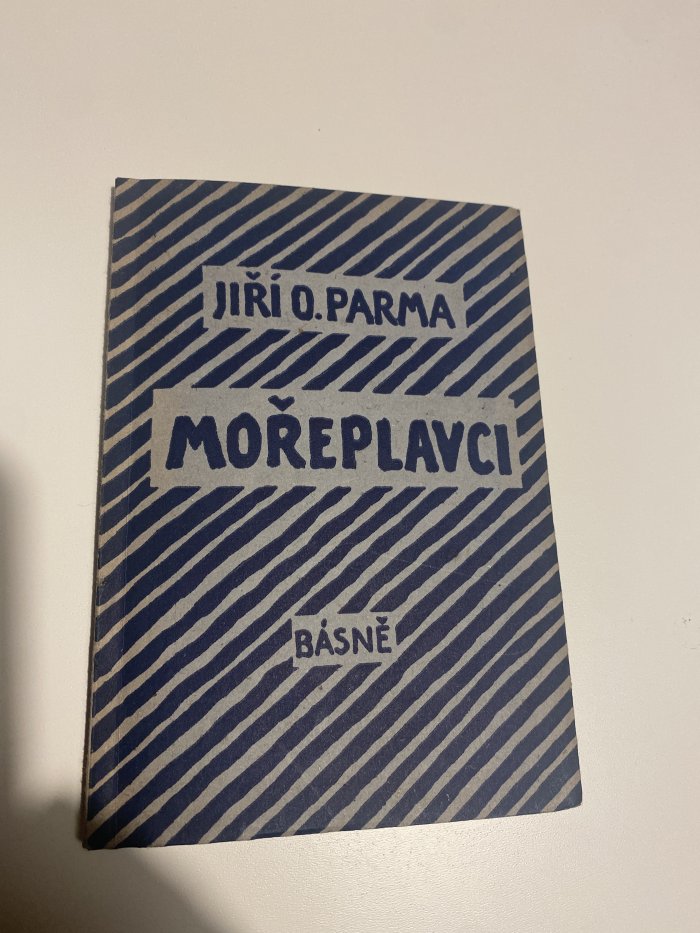 JIŘÍ O. PARMA
MOŘEPLAVCI
BÁSNĚ